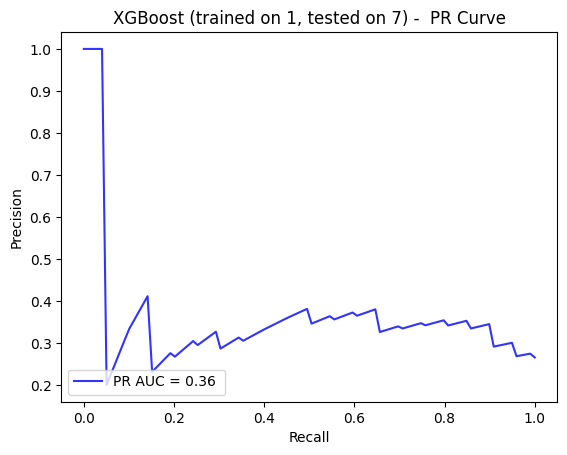 XGBoost (trained on 1, tested on 7) -  PR Curve
1.0
0.9
0.8
0.7
0.6
0.5
0.4
0.3
0.2
Precision
PR AUC = 0.36
0.0 0.2 0.4 0.6 0.8 1.0
Recall